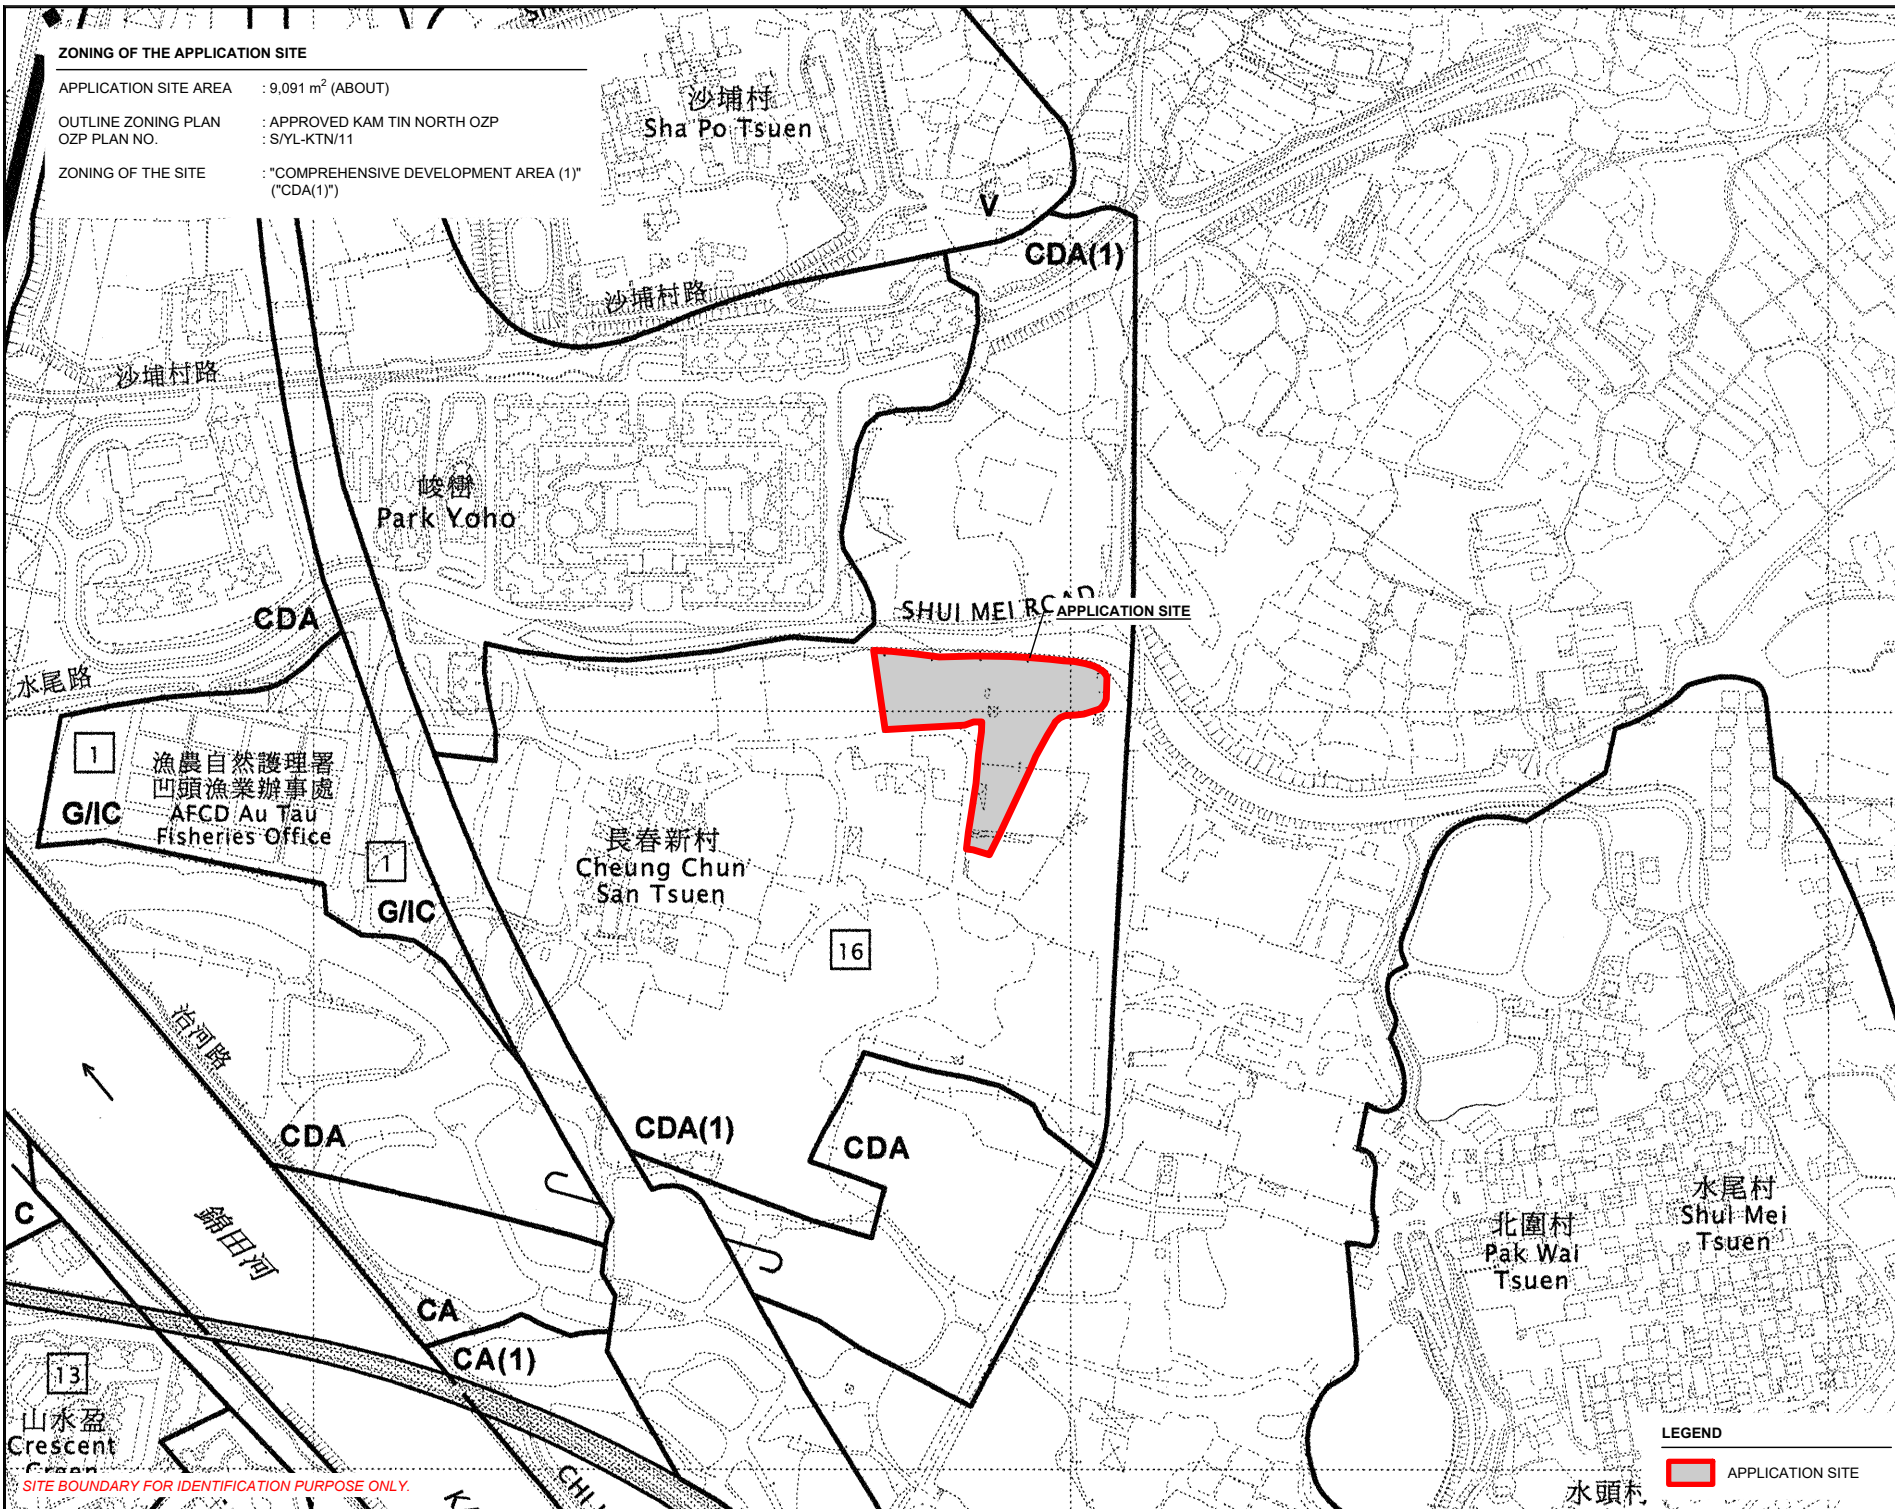 ZONING OF THE APPLICATION SITE
APPLICATION SITE AREA : 9,091 m² (ABOUT)
OUTLINE ZONING PLAN : APPROVED KAM TIN NORTH OZP
OZP PLAN NO. : S/YL-KTN/11
ZONING OF THE SITE : "COMPREHENSIVE DEVELOPMENT AREA (1)"
("CDA(1)")
沙埔村
Sha Po Tsuen
V
CDA(1)
沙埔村路
沙埔村路
峻巒
Park Yoho
SHUI MEI ROAD
APPLICATION SITE
CDA
水尾路
1
漁農自然護理署
凹頭漁業辦事處
AFCD Au Tau
Fisheries Office
G/IC
1
G/IC
長春新村
Cheung Chun
San Tsuen
16
治河路
CDA
CDA(1)
CDA
C
錦田河
水尾村
Shui Mei
Tsuen
北圍村
Pak Wai
Tsuen
CA
CA(1)
13
山水盈
Crescent
Green
SITE BOUNDARY FOR IDENTIFICATION PURPOSE ONLY.
LEGEND
APPLICATION SITE
水頭村